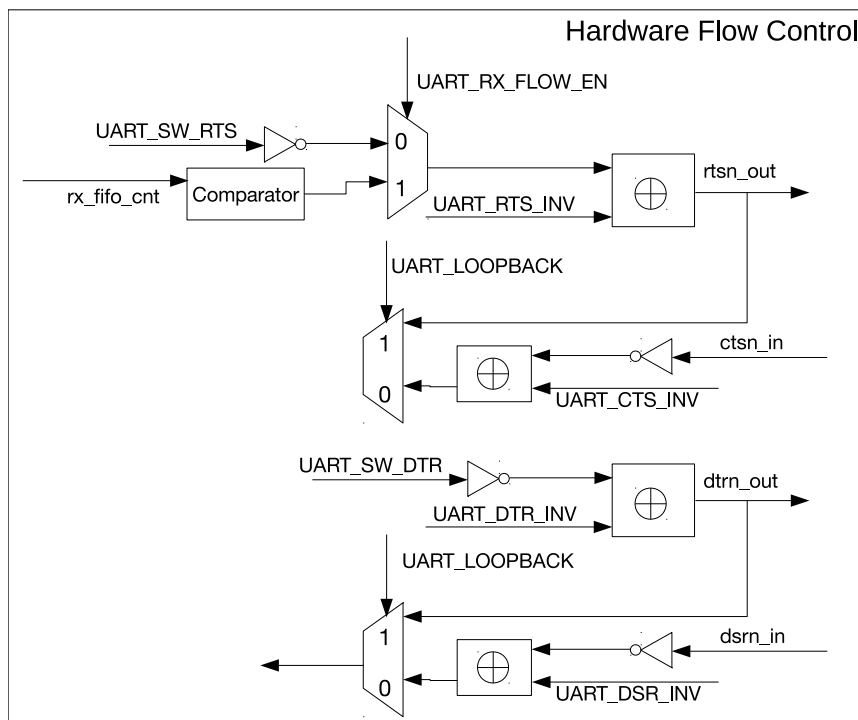 Hardware Flow Control
UART_RX_FLOW_EN
UART_SW_RTS
0
rx_fifo_cnt
Comparator
1
rtsn_out
UART_RTS_INV
UART_LOOPBACK
1
ctsn_in
0
UART_CTS_INV
UART_SW_DTR
dtrn_out
UART_DTR_INV
UART_LOOPBACK
1
dsrn_in
0
UART_DSR_INV